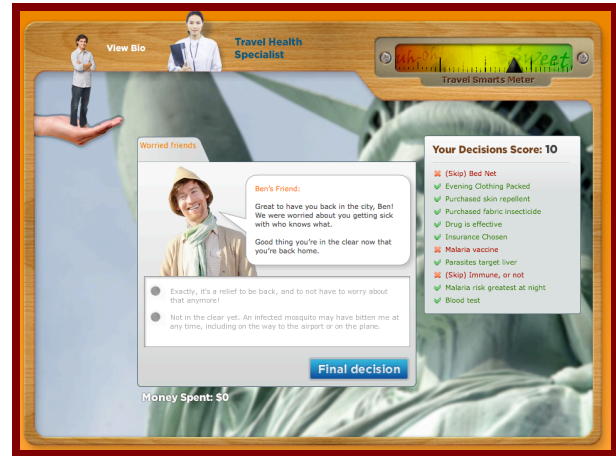 View Bio
Travel Health
Specialist
uh-oh
sweet
Travel Smarts Meter
Worried friends
Ben's Friend:
Great to have you back in the city, Ben!
We were worried about you getting sick
with who knows what.
Good thing you're in the clear now that
you're back home.
Exactly, it's a relief to be back, and to not have to worry about
that anymore!
Not in the clear yet. An infected mosquito may have bitten me at
any time, including on the way to the airport or on the plane.
Final decision
Money Spent: $0
Your Decisions Score: 10
(Skip) Bed Net
Evening Clothing Packed
Purchased skin repellent
Purchased fabric insecticide
Drug is effective
Insurance Chosen
Malaria vaccine
Parasites target liver
(Skip) Immune, or not
Malaria risk greatest at night
Blood test